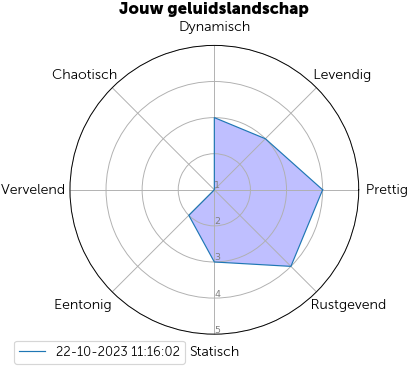 Jouw geluidslandschap
Dynamisch
Chaotisch
Levendig
Vervelend
1
Prettig
2
3
4
Eentonig
Rustgevend
5
22-10-2023 11:16:02
Statisch